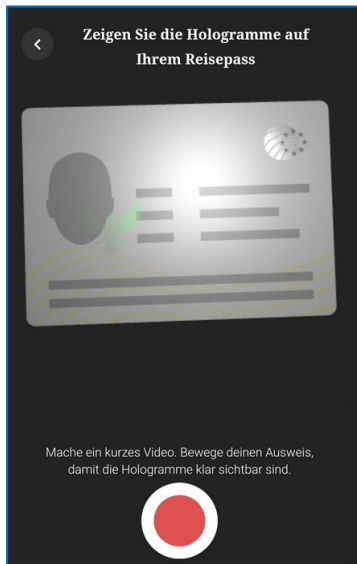 Zeigen Sie die Hologramme auf
Ihrem Reisepass
Mache ein kurzes Video. Bewege deinen Ausweis,
damit die Hologramme klar sichtbar sind.